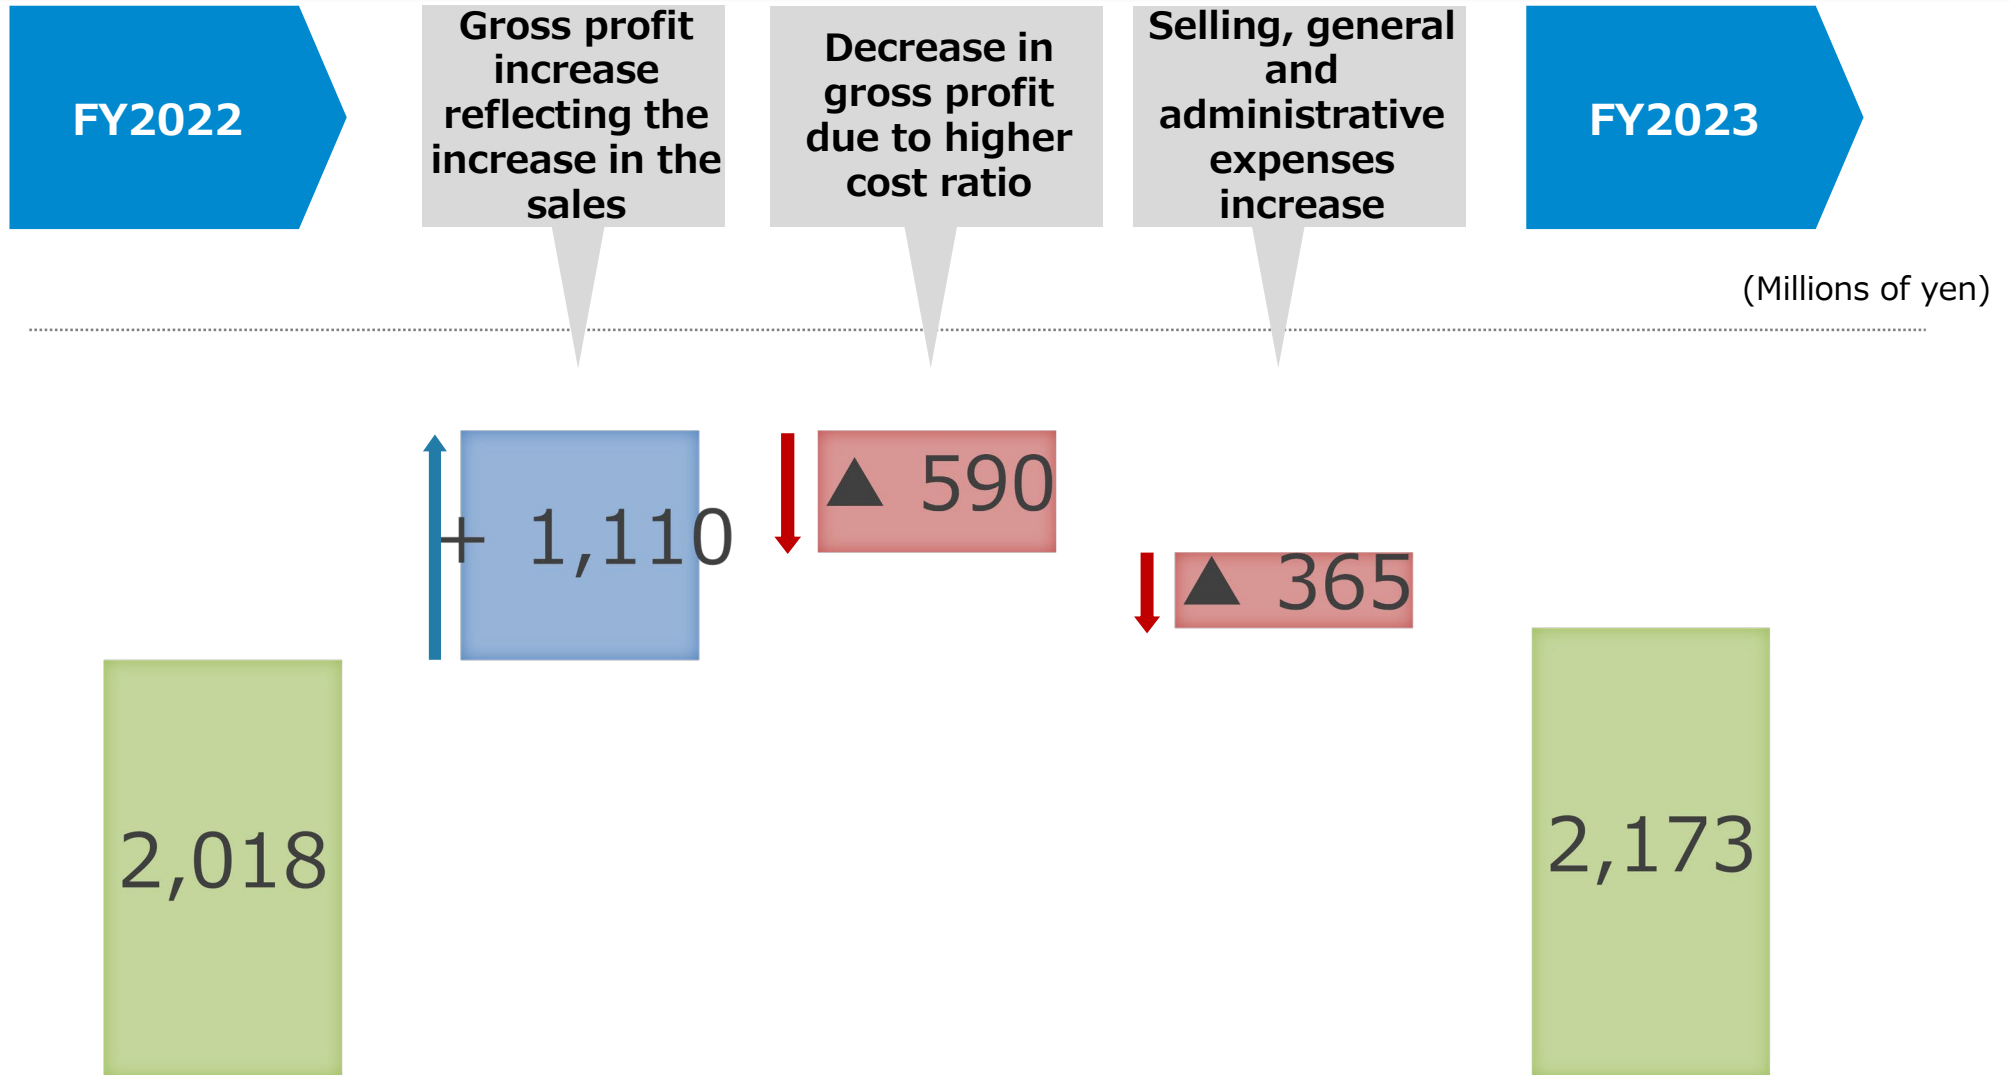 FY2022
Gross profit
increase
reflecting the
increase in the
sales
Decrease in
gross profit
due to higher
cost ratio
Selling, general
and
administrative
expenses
increase
FY2023
(Millions of yen)
+ 1,110
▲ 590
▲ 365
2,018
2,173